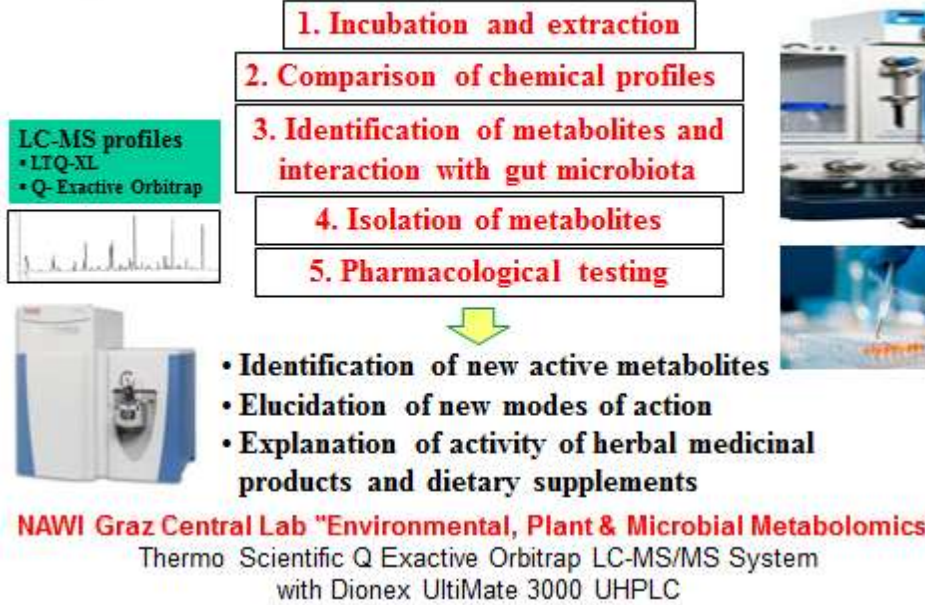 1. Incubation and extraction
2. Comparison of chemical profiles
3. Identification of metabolites and
interaction with gut microbiota
4. Isolation of metabolites
5. Pharmacological testing
LC-MS profiles
• LTQ-XL
• Q- Exactive Orbitrap
• Identification of new active metabolites
• Elucidation of new modes of action
• Explanation of activity of herbal medicinal
products and dietary supplements
NAWI Graz Central Lab "Environmental, Plant & Microbial Metabolomics
Thermo Scientific Q Exactive Orbitrap LC-MS/MS System
with Dionex UltiMate 3000 UHPLC